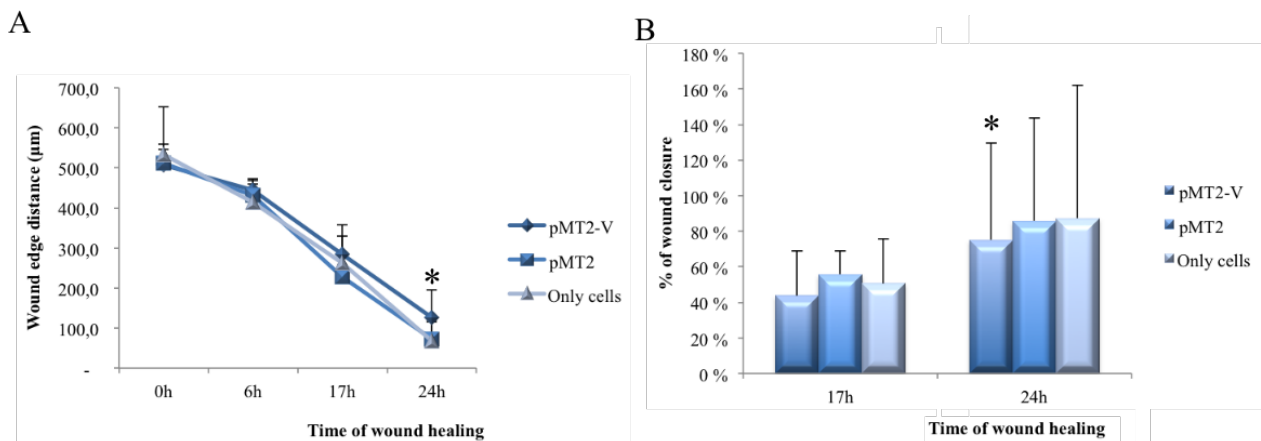 A
700,0
600,0
500,0
400,0
300,0
200,0
100,0
-
Wound edge distance (µm)
0h 6h 17h 24h
Time of wound healing
*
pMT2-V
pMT2
Only cells
B
180 %
160 %
140 %
120 %
100 %
80 %
60 %
40 %
20 %
0 %
% of wound closure
17h 24h
Time of wound healing
*
pMT2-V
pMT2
Only cells